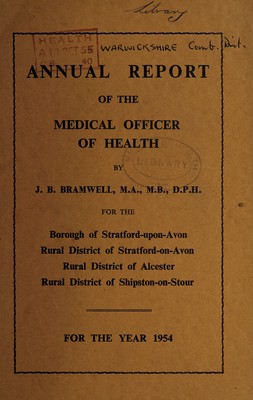 Library
WARWICKSHIRE Comb. Dist.
HEALTH
ANNUAL REPORT
OF THE
MEDICAL OFFICER
OF HEALTH
BY
LIBRARY
J. B. BRAMWELL, M.A., M.B., D.P.H.
FOR THE
Borough of Stratford-upon-Avon
Rural District of Stratford-on-Avon
Rural District of Alcester
Rural District of Shipston-on-Stour
FOR THE YEAR 1954